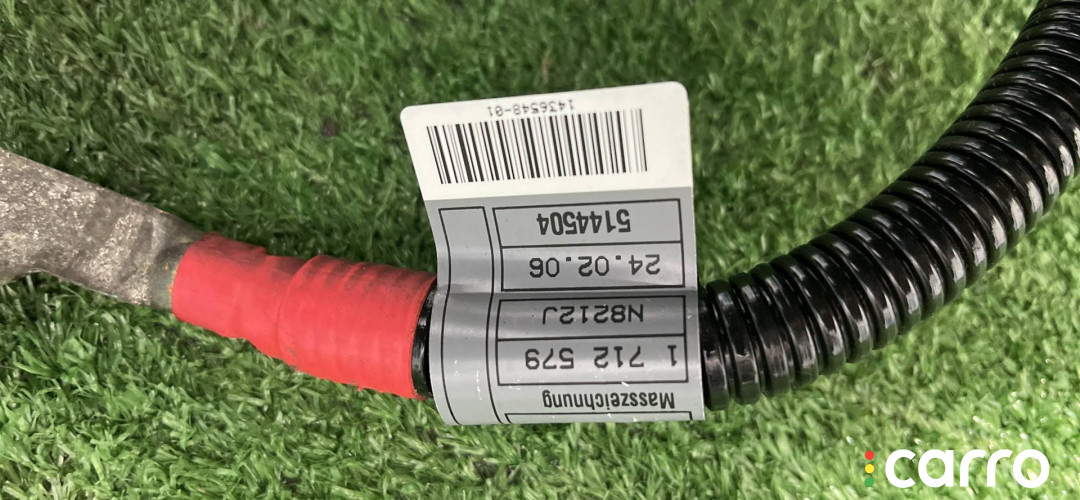 Masszeichnung
1 712 579
N8212J
24.02.06
5144504
1436548-01
carro